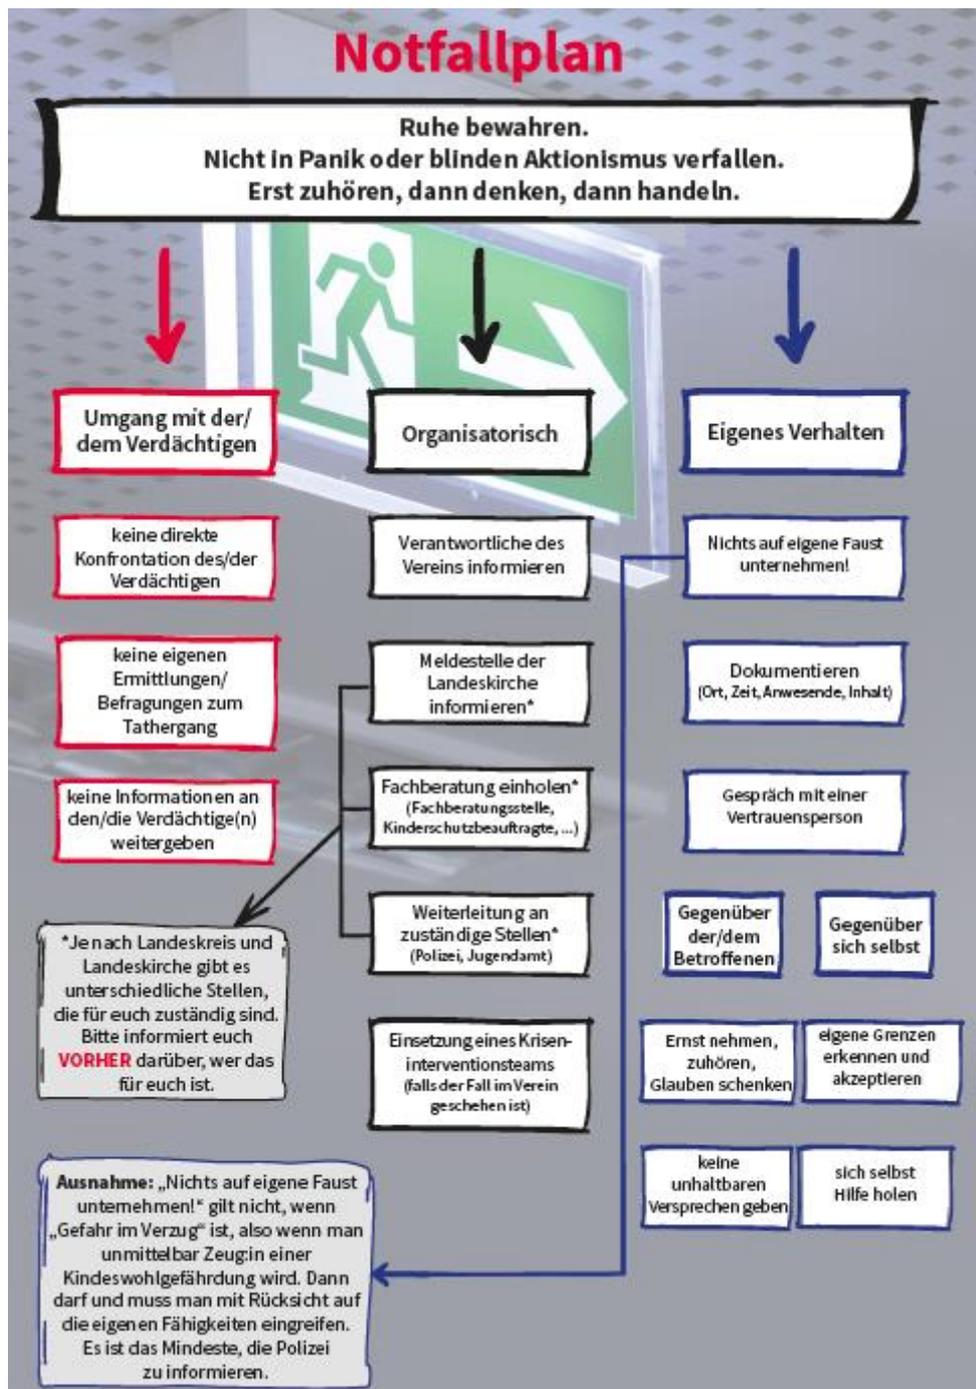 Notfallplan
Ruhe bewahren.
Nicht in Panik oder blinden Aktionismus verfallen.
Erst zuhören, dann denken, dann handeln.
Umgang mit der/
dem Verdächtigen
keine direkte
Konfrontation des/der
Verdächtigen
keine eigenen
Ermittlungen/
Befragungen zum
Tathergang
keine Informationen an
den/die Verdächtige(n)
weitergeben
*Je nach Landeskreis und
Landeskirche gibt es
unterschiedliche Stellen,
die für euch zuständig sind.
Bitte informiert euch
VORHER darüber, wer das
für euch ist.
Organisatorisch
Verantwortliche des
Vereins informieren
Meldestelle der
Landeskirche
informieren*
Fachberatung einholen*
(Fachberatungsstelle,
Kinderschutzbeauftragte, ...)
Weiterleitung an
zuständige Stellen*
(Polizei, Jugendamt)
Einsetzung eines Krisen-
interventionsteams
(falls der Fall im Verein
geschehen ist)
Eigenes Verhalten
Nichts auf eigene Faust
unternehmen!
Dokumentieren
(Ort, Zeit, Anwesende, Inhalt)
Gespräch mit einer
Vertrauensperson
Gegenüber
der/dem
Betroffenen
Ernst nehmen,
zuhören,
Glauben schenken
keine
unhaltbaren
Versprechen geben
Gegenüber
sich selbst
eigene Grenzen
erkennen und
akzeptieren
sich selbst
Hilfe holen
Ausnahme: „Nichts auf eigene Faust
unternehmen!“ gilt nicht, wenn
„Gefahr im Verzug“ ist, also wenn man
unmittelbar Zeug:in einer
Kindeswohlgefährdung wird. Dann
darf und muss man mit Rücksicht auf
die eigenen Fähigkeiten eingreifen.
Es ist das Mindeste, die Polizei
zu informieren.